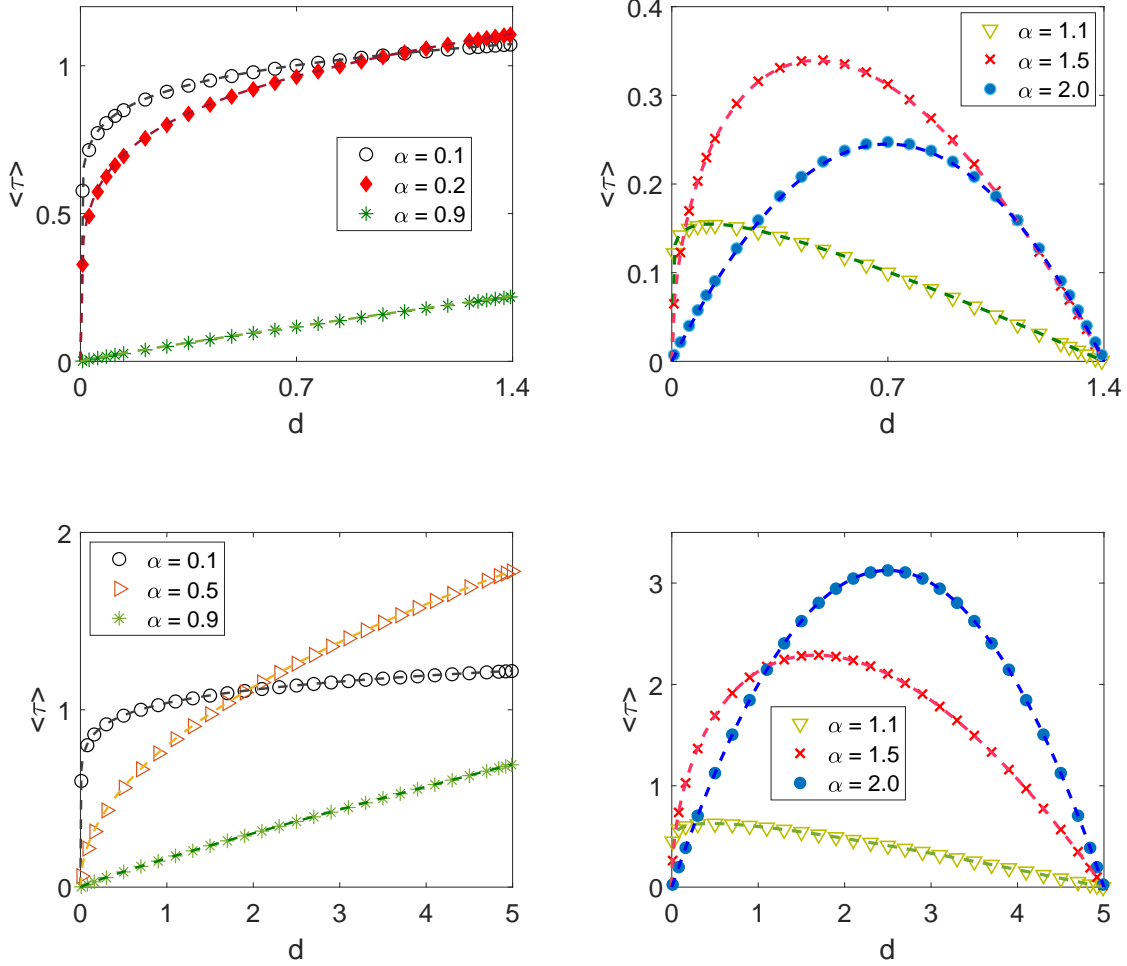 1
0.5
0
<τ>
α = 0.1
α = 0.2
α = 0.9
0 0.7 1.4
d
0.4
0.3
0.2
0.1
0
<τ>
α = 1.1
α = 1.5
α = 2.0
0 0.7 1.4
d
2
1
0
<τ>
α = 0.1
α = 0.5
α = 0.9
0 1 2 3 4 5
d
3
2
1
0
<τ>
α = 1.1
α = 1.5
α = 2.0
0 1 2 3 4 5
d